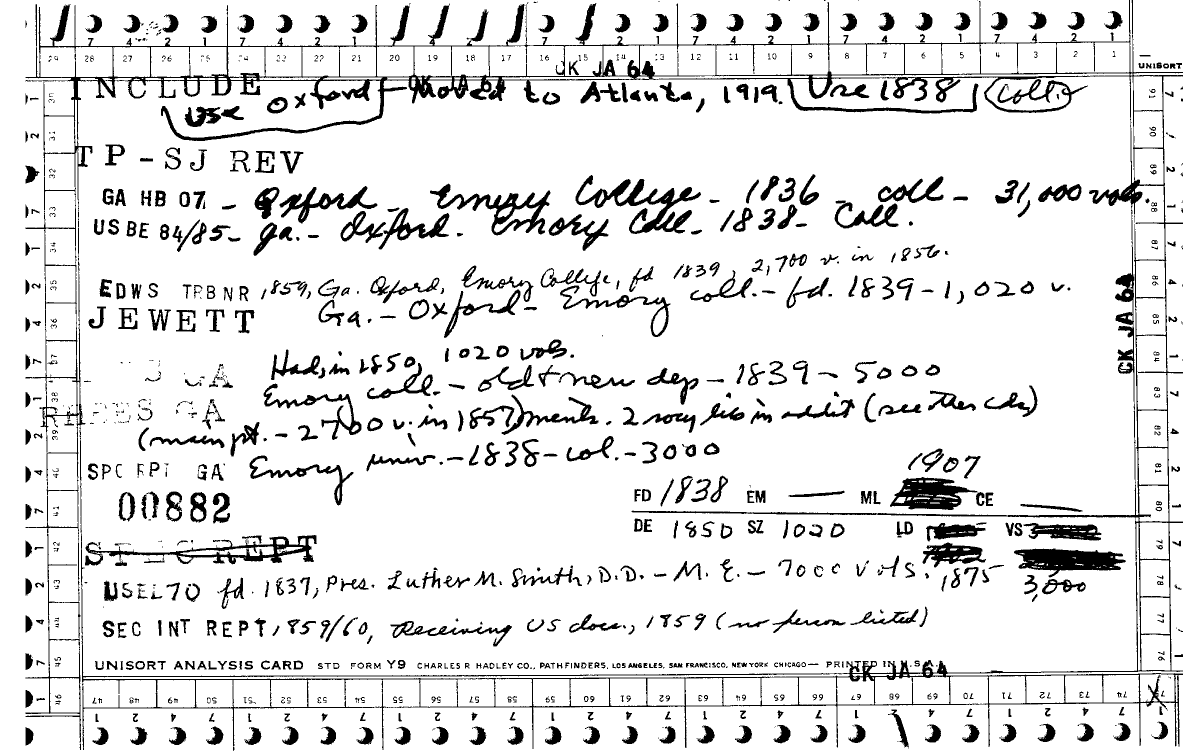 CK JA 64
UNISORT
INCLUDE use Oxford - Moved to Atlanta, 1919. Use 1838 (coll.)
TP-SJ REV
GA HB 07. - Oxford - Emory College - 1836 - coll - 31,000 vols.
US BE 84/85 - Ga. - Oxford. Emory Coll - 1838 - Coll.
EDWS TRBNR 1859, Ga. Oxford, Emory College, fd 1839, 2,700 v. in 1856.
JEWETT Ga. - Oxford - Emory coll. - fd. 1839 - 1,020 v.
CK JA 64
Had, in 1850, 1020 vols.
GA Emory coll. - old + new dep - 1839 - 5000
RHEES GA (main pt. - 2700 v. in 1857) ments. 2 socy libs in addit (see other cds)
SPC RPT GA Emory univ. - 1838 - col. - 3000
00882
1907
FD 1838 EM — ML CE
DE 1850 SZ 1020 LD VS
1875 3,000
SPEC REPT
USEL70 fd. 1837, Pres. Luther M. Smith, D.D. - M.E. - 7000 vols.
SEC INT REPT, 1859/60, Receiving US docs., 1859 (no person listed)
UNISORT ANALYSIS CARD STD FORM Y9 CHARLES R HADLEY CO., PATHFINDERS, LOS ANGELES, SAN FRANCISCO, NEW YORK CHICAGO — PRINTED IN U.S.A.
CK JA 64